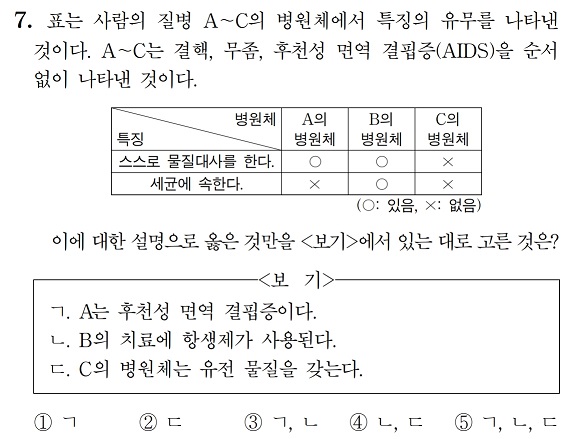 7. 표는 사람의 질병 A~C의 병원체에서 특징의 유무를 나타낸
것이다. A~C는 결핵, 무좀, 후천성 면역 결핍증(AIDS)을 순서
없이 나타낸 것이다.
병원체 A의 B의 C의
특징 병원체 병원체 병원체
스스로 물질대사를 한다. ○ ○ ×
세균에 속한다. × ○ ×
(○: 있음, ×: 없음)
이에 대한 설명으로 옳은 것만을 <보기>에서 있는 대로 고른 것은?
<보 기>
ㄱ. A는 후천성 면역 결핍증이다.
ㄴ. B의 치료에 항생제가 사용된다.
ㄷ. C의 병원체는 유전 물질을 갖는다.
① ㄱ ② ㄷ ③ ㄱ, ㄴ ④ ㄴ, ㄷ ⑤ ㄱ, ㄴ, ㄷ